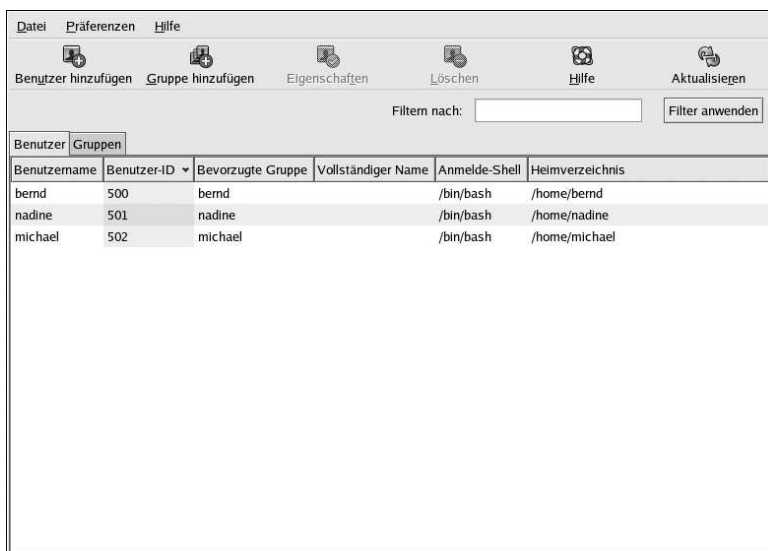 Datei Präferenzen Hilfe
Benutzer hinzufügen Gruppe hinzufügen Eigenschaften Löschen Hilfe Aktualisieren
Filtern nach: Filter anwenden
Benutzer Gruppen
Benutzername Benutzer-ID Bevorzugte Gruppe Vollständiger Name Anmelde-Shell Heimverzeichnis
bernd 500 bernd /bin/bash /home/bernd
nadine 501 nadine /bin/bash /home/nadine
michael 502 michael /bin/bash /home/michael